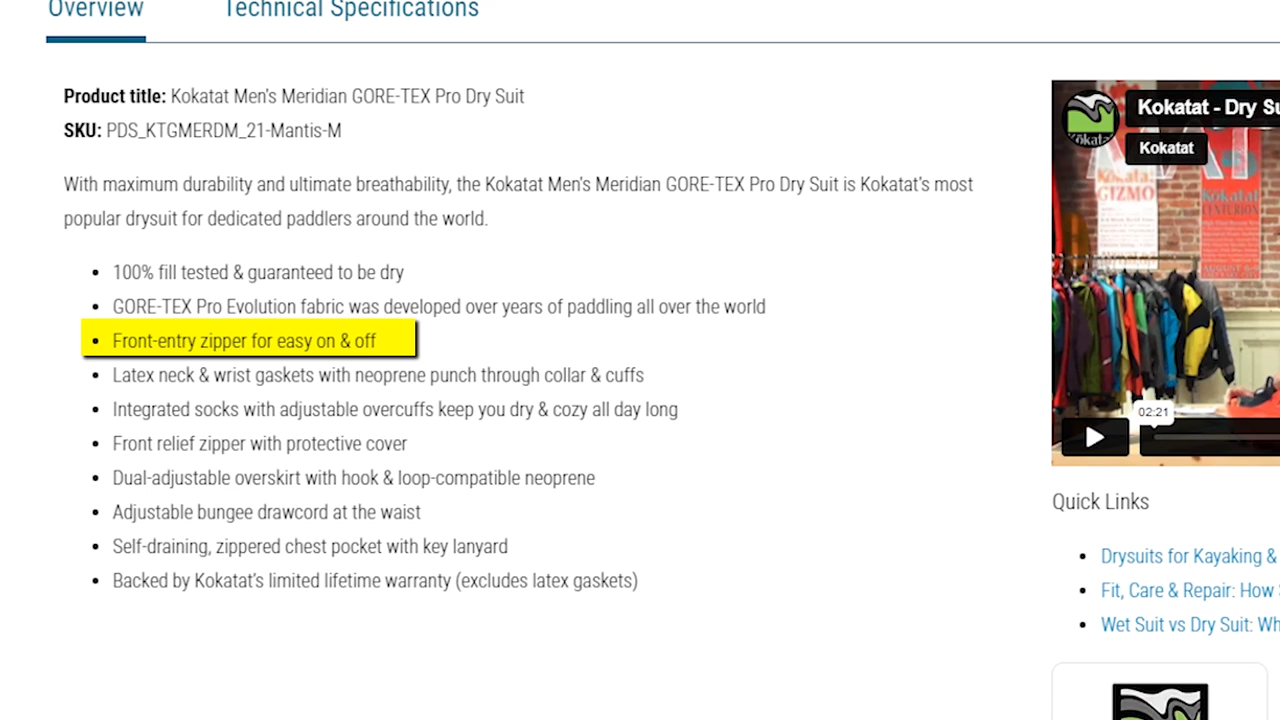 Overview
Technical Specifications
Product title: Kokatat Men's Meridian GORE-TEX Pro Dry Suit
SKU: PDS_KTGMERDM_21-Mantis-M
With maximum durability and ultimate breathability, the Kokatat Men's Meridian GORE-TEX Pro Dry Suit is Kokatat's most
popular drysuit for dedicated paddlers around the world.
• 100% fill tested & guaranteed to be dry
• GORE-TEX Pro Evolution fabric was developed over years of paddling all over the world
• Front-entry zipper for easy on & off
• Latex neck & wrist gaskets with neoprene punch through collar & cuffs
• Integrated socks with adjustable overcuffs keep you dry & cozy all day long
• Front relief zipper with protective cover
• Dual-adjustable overskirt with hook & loop-compatible neoprene
• Adjustable bungee drawcord at the waist
• Self-draining, zippered chest pocket with key lanyard
• Backed by Kokatat's limited lifetime warranty (excludes latex gaskets)
Kokatat - Dry Su
Kokatat
Kokatat
GIZMO
Kokatat
CENTURION
02:21
Quick Links
• Drysuits for Kayaking &
• Fit, Care & Repair: How
• Wet Suit vs Dry Suit: Wh